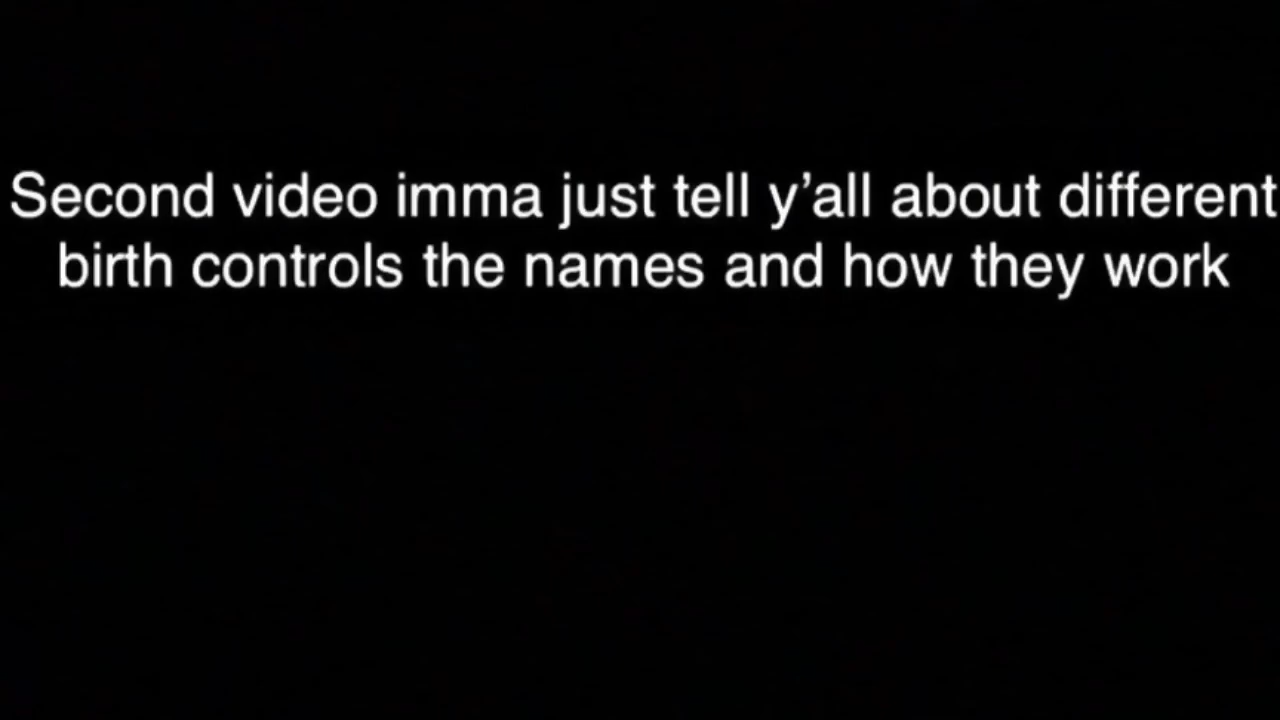 Second video imma just tell y’all about different
birth controls the names and how they work